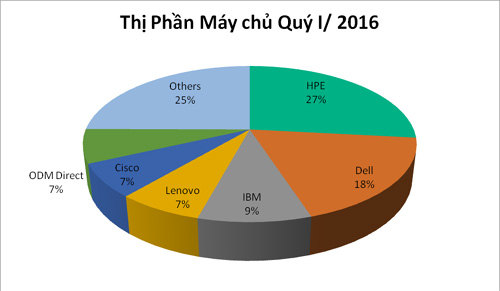 Thị Phần Máy chủ Quý I/ 2016
HPE
27%
Dell
18%
IBM
9%
Lenovo
7%
Cisco
7%
ODM Direct
7%
Others
25%